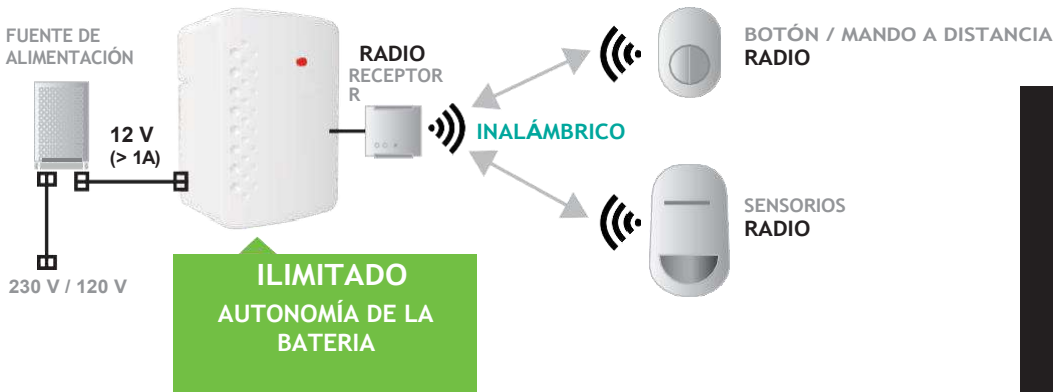 FUENTE DE
ALIMENTACIÓN
12 V
(> 1A)
230 V / 120 V
RADIO
RECEPTOR
R
INALÁMBRICO
BOTÓN / MANDO A DISTANCIA
RADIO
SENSORIOS
RADIO
ILIMITADO
AUTONOMÍA DE LA
BATERIA